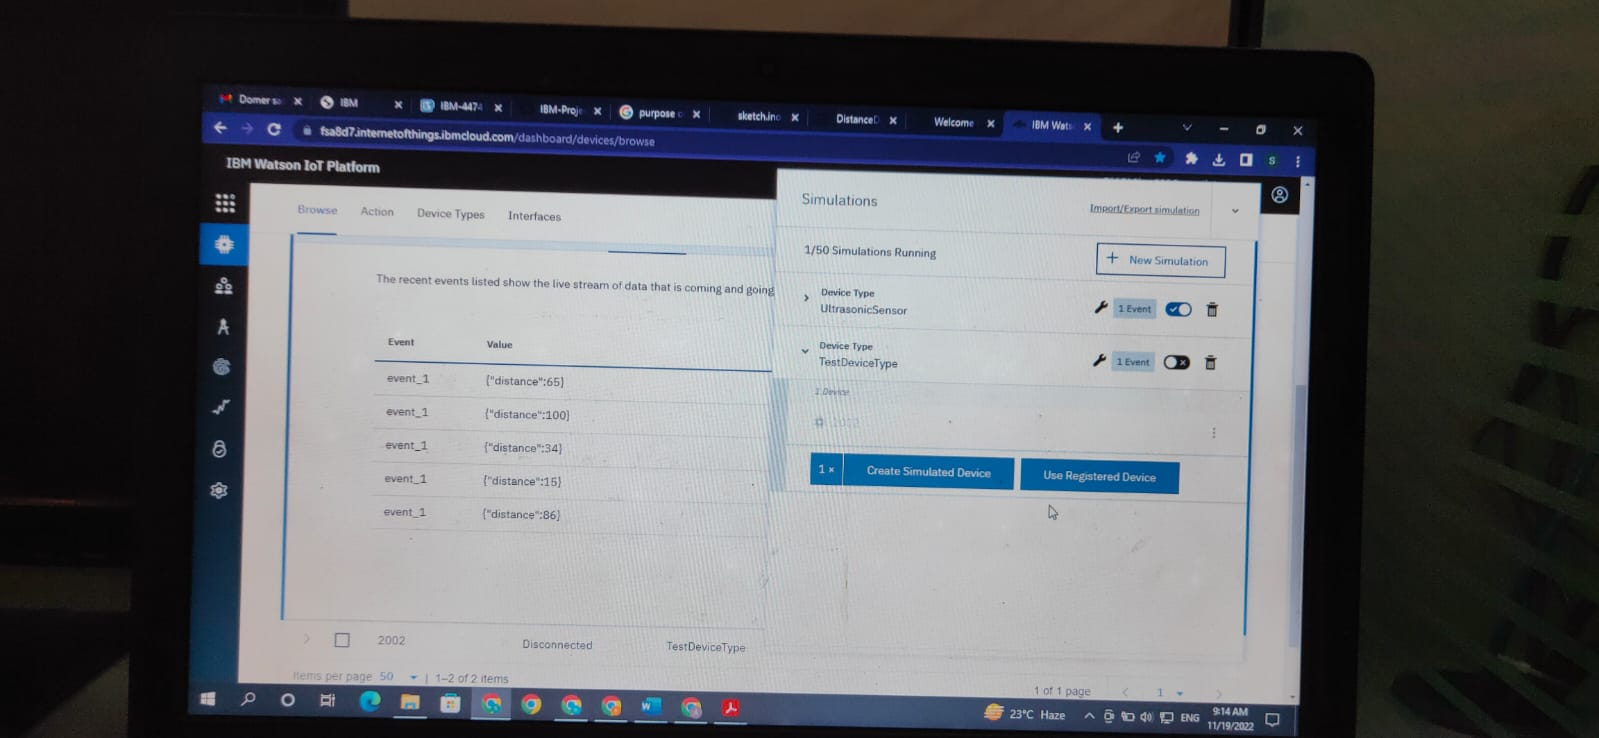 Domer s
IBM
IBM-4474
IBM-Proj
purpose
sketch.ino
Distance
Welcome
IBM Wats
fsa8d7.internetofthings.ibmcloud.com/dashboard/devices/browse
S
IBM Watson IoT Platform
Browse
Action
Device Types
Interfaces
The recent events listed show the live stream of data that is coming and going
Event
Value
event_1
{"distance":65}
event_1
{"distance":100}
event_1
{"distance":34}
event_1
{"distance":15}
event_1
{"distance":86}
2002
Disconnected
TestDeviceType
Items per page 50
1–2 of 2 items
1 of 1 page
1
Simulations
Import/Export simulation
1/50 Simulations Running
+ New Simulation
Device Type
UltrasonicSensor
1 Event
Device Type
TestDeviceType
1 Event
1 Device
2002
1 ×
Create Simulated Device
Use Registered Device
23°C Haze
ENG
9:14 AM
11/19/2022